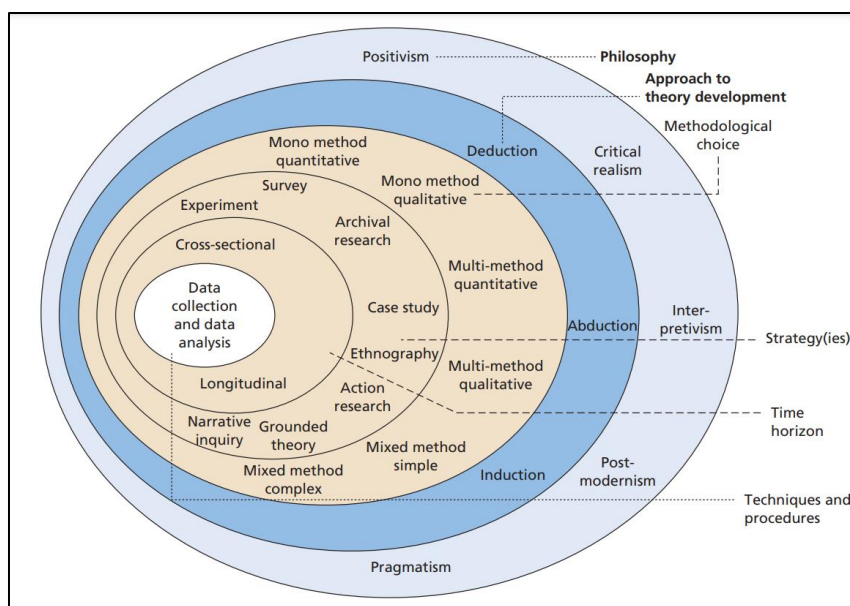 Positivism
Philosophy
Approach to
theory development
Methodological
choice
Mono method
quantitative
Deduction
Critical
realism
Survey
Mono method
qualitative
Experiment
Archival
research
Cross-sectional
Multi-method
quantitative
Data
collection
and data
analysis
Case study
Abduction
Inter-
pretivism
Strategy(ies)
Ethnography
Multi-method
qualitative
Longitudinal
Action
research
Time
horizon
Narrative
inquiry
Grounded
theory
Mixed method
simple
Mixed method
complex
Induction
Post-
modernism
Techniques and
procedures
Pragmatism